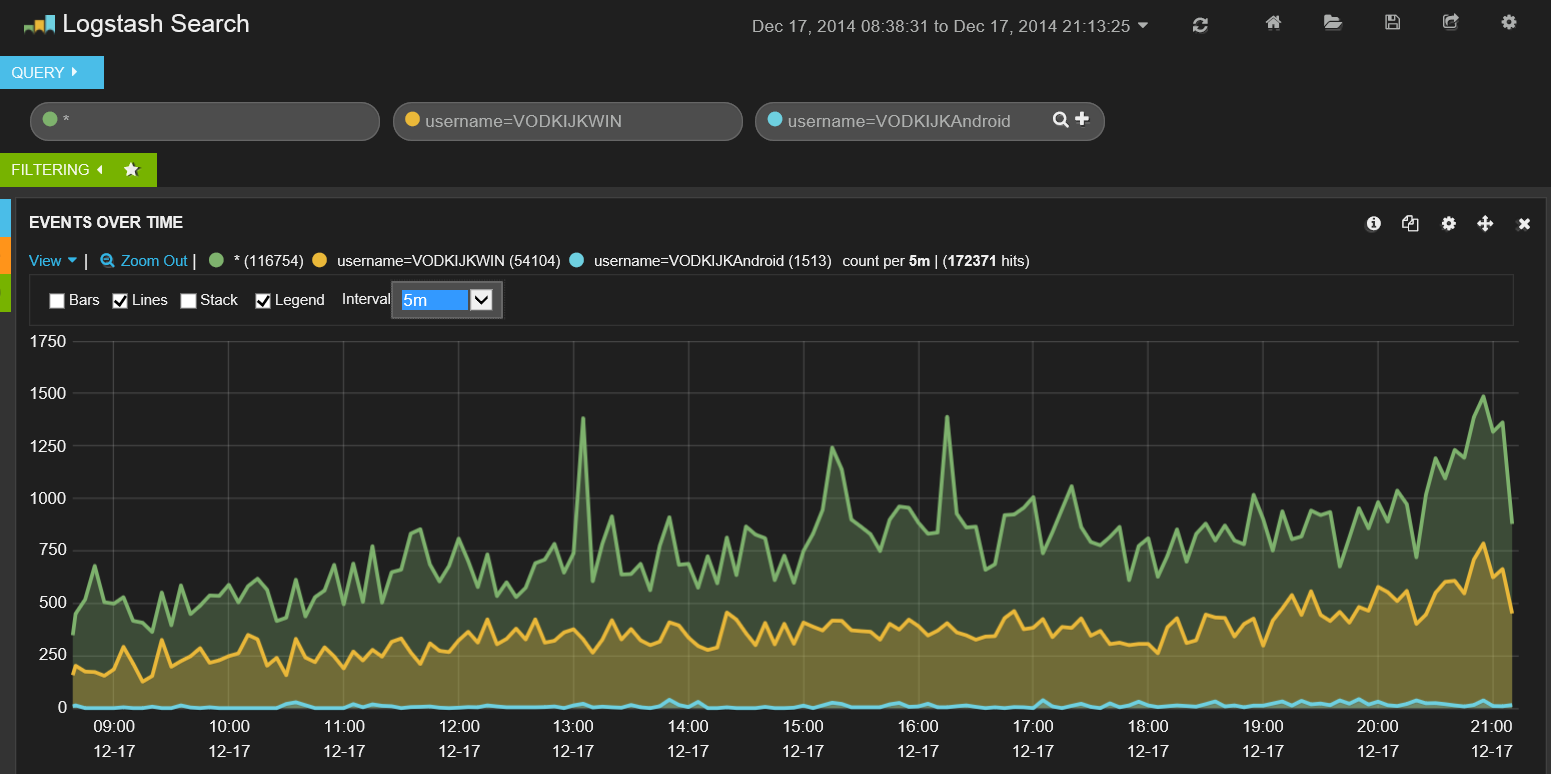 Logstash Search
Dec 17, 2014 08:38:31 to Dec 17, 2014 21:13:25
QUERY
*
username=VODKIJKWIN
username=VODKIJKAndroid
FILTERING
EVENTS OVER TIME
View | Zoom Out | * (116754) username=VODKIJKWIN (54104) username=VODKIJKAndroid (1513) count per 5m | (172371 hits)
Bars Lines Stack Legend Interval 5m
1750
1500
1250
1000
750
500
250
0
09:00 10:00 11:00 12:00 13:00 14:00 15:00 16:00 17:00 18:00 19:00 20:00 21:00
12-17 12-17 12-17 12-17 12-17 12-17 12-17 12-17 12-17 12-17 12-17 12-17 12-17